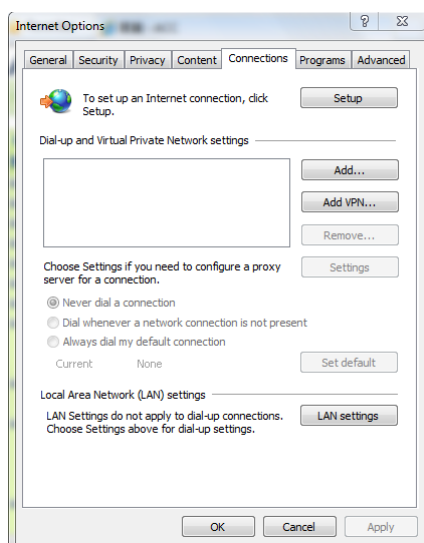 Internet Options
General Security Privacy Content Connections Programs Advanced
To set up an Internet connection, click
Setup.
Setup
Dial-up and Virtual Private Network settings
Add...
Add VPN...
Remove...
Choose Settings if you need to configure a proxy
server for a connection.
Settings
Never dial a connection
Dial whenever a network connection is not present
Always dial my default connection
Current None
Set default
Local Area Network (LAN) settings
LAN Settings do not apply to dial-up connections.
Choose Settings above for dial-up settings.
LAN settings
OK Cancel Apply